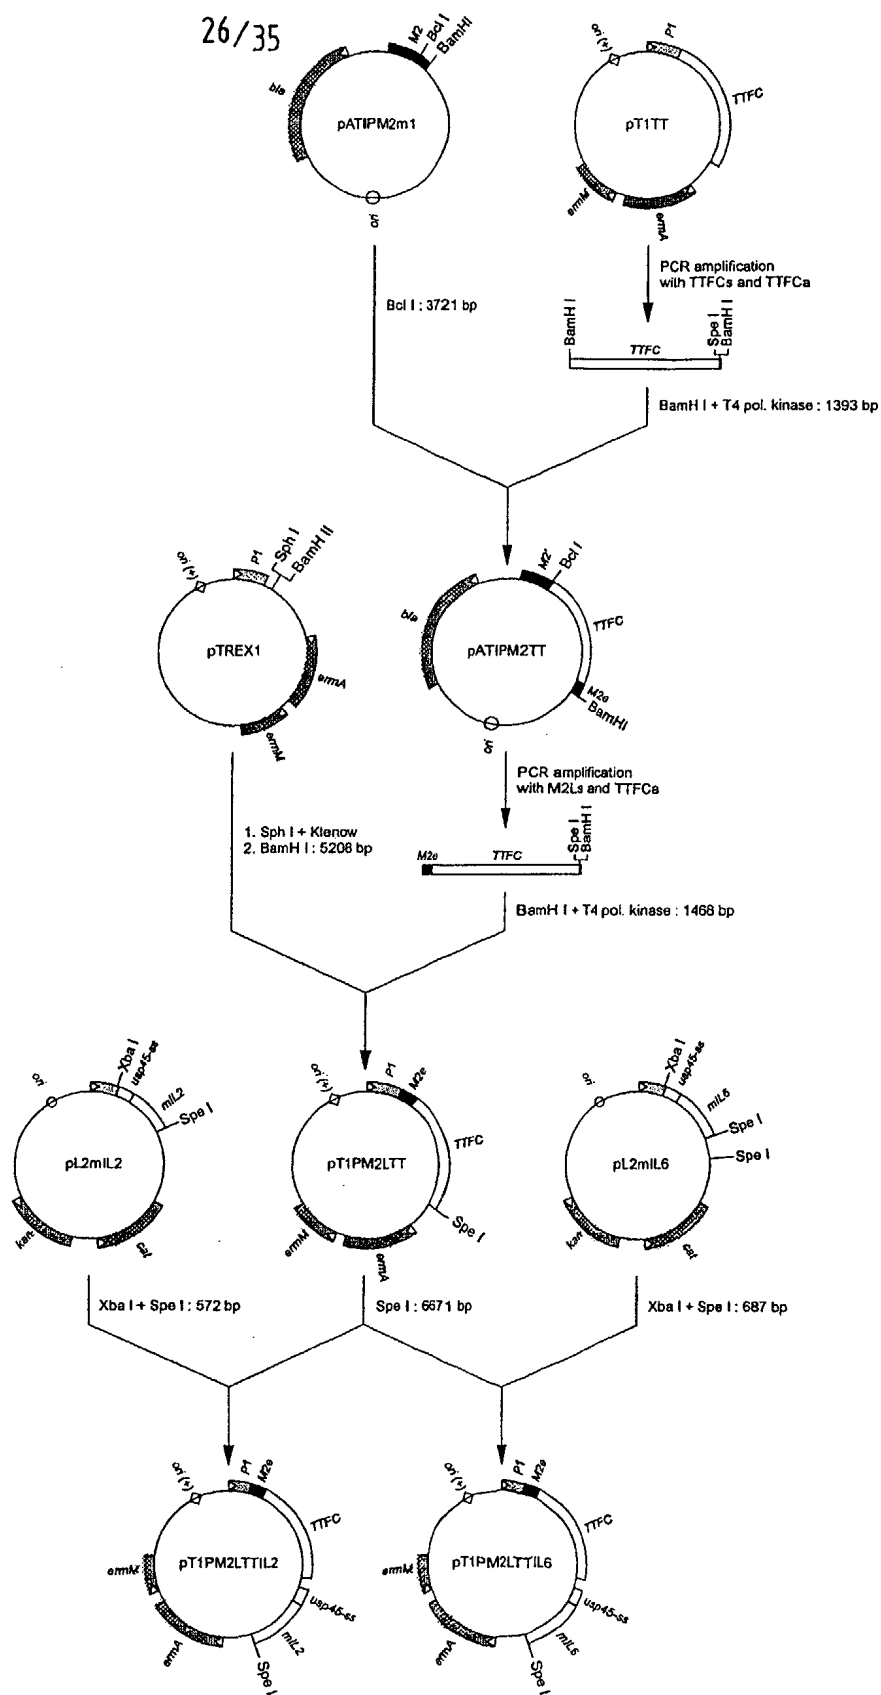 26/35
M2
Bcl I
BamHI
bla
pATIPM2m1
ori
ori (+)
P1
TTFC
pT1TT
ermM
ermA
PCR amplification
with TTFCs and TTFCa
Bcl I : 3721 bp
BamH I
Spe I
BamH I
TTFC
BamH I + T4 pol. kinase : 1393 bp
ori (+)
P1
Sph I
BamH II
pTREX1
ermA
ermM
M2'
Bcl I
bla
TTFC
pATIPM2TT
M2e
BamHI
ori
PCR amplification
with M2Ls and TTFCa
1. Sph I + Klenow
2. BamH I : 5208 bp
Spe I
BamH I
M2e
TTFC
BamH I + T4 pol. kinase : 1468 bp
ori
Xba I
usp45-ss
mIL2
Spe I
pL2mIL2
kan
cat
ori (+)
P1
M2e
TTFC
pT1PM2LTT
Spe I
ermM
ermA
ori
Xba I
usp45-ss
mIL6
Spe I
Spe I
pL2mIL6
kan
cat
Xba I + Spe I : 572 bp
Spe I : 6671 bp
Xba I + Spe I : 687 bp
ori (+)
P1
M2e
TTFC
pT1PM2LTTIL2
ermM
usp45-ss
mIL2
ermA
Spe I
ori (+)
P1
M2e
TTFC
pT1PM2LTTIL6
ermM
usp45-ss
mIL6
ermA
Spe I